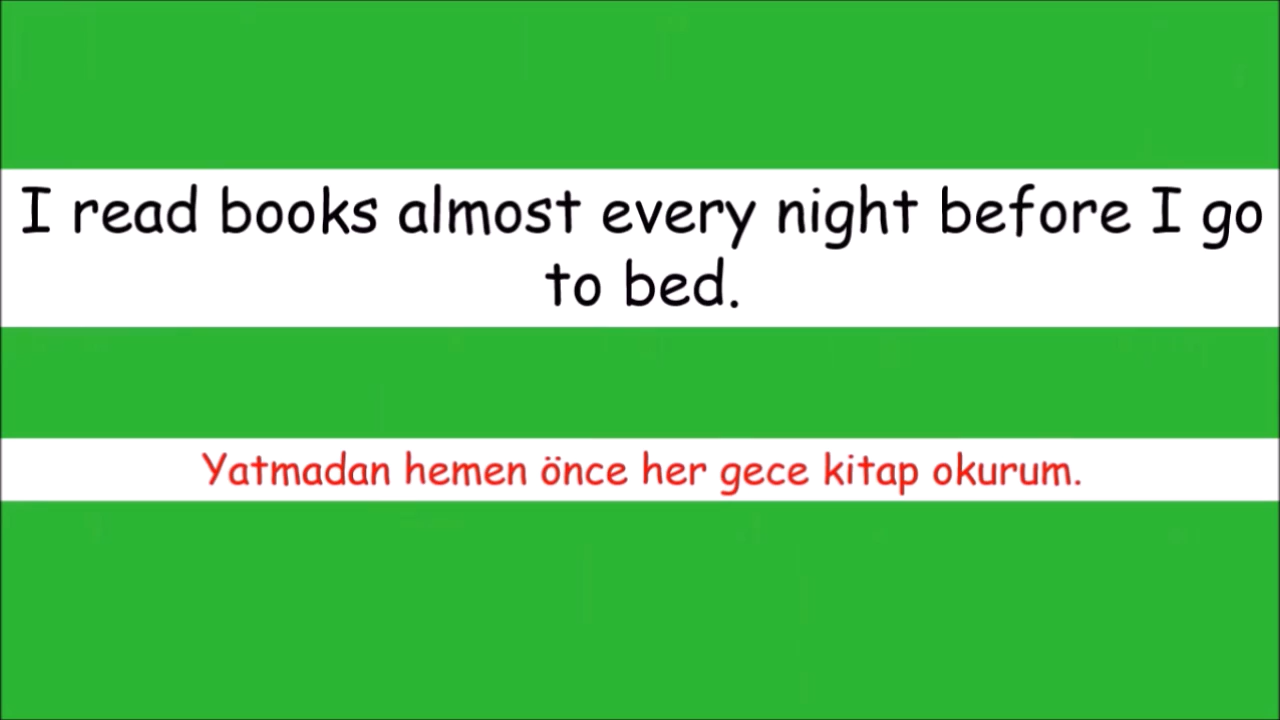 I read books almost every night before I go
to bed.
Yatmadan hemen önce her gece kitap okurum.